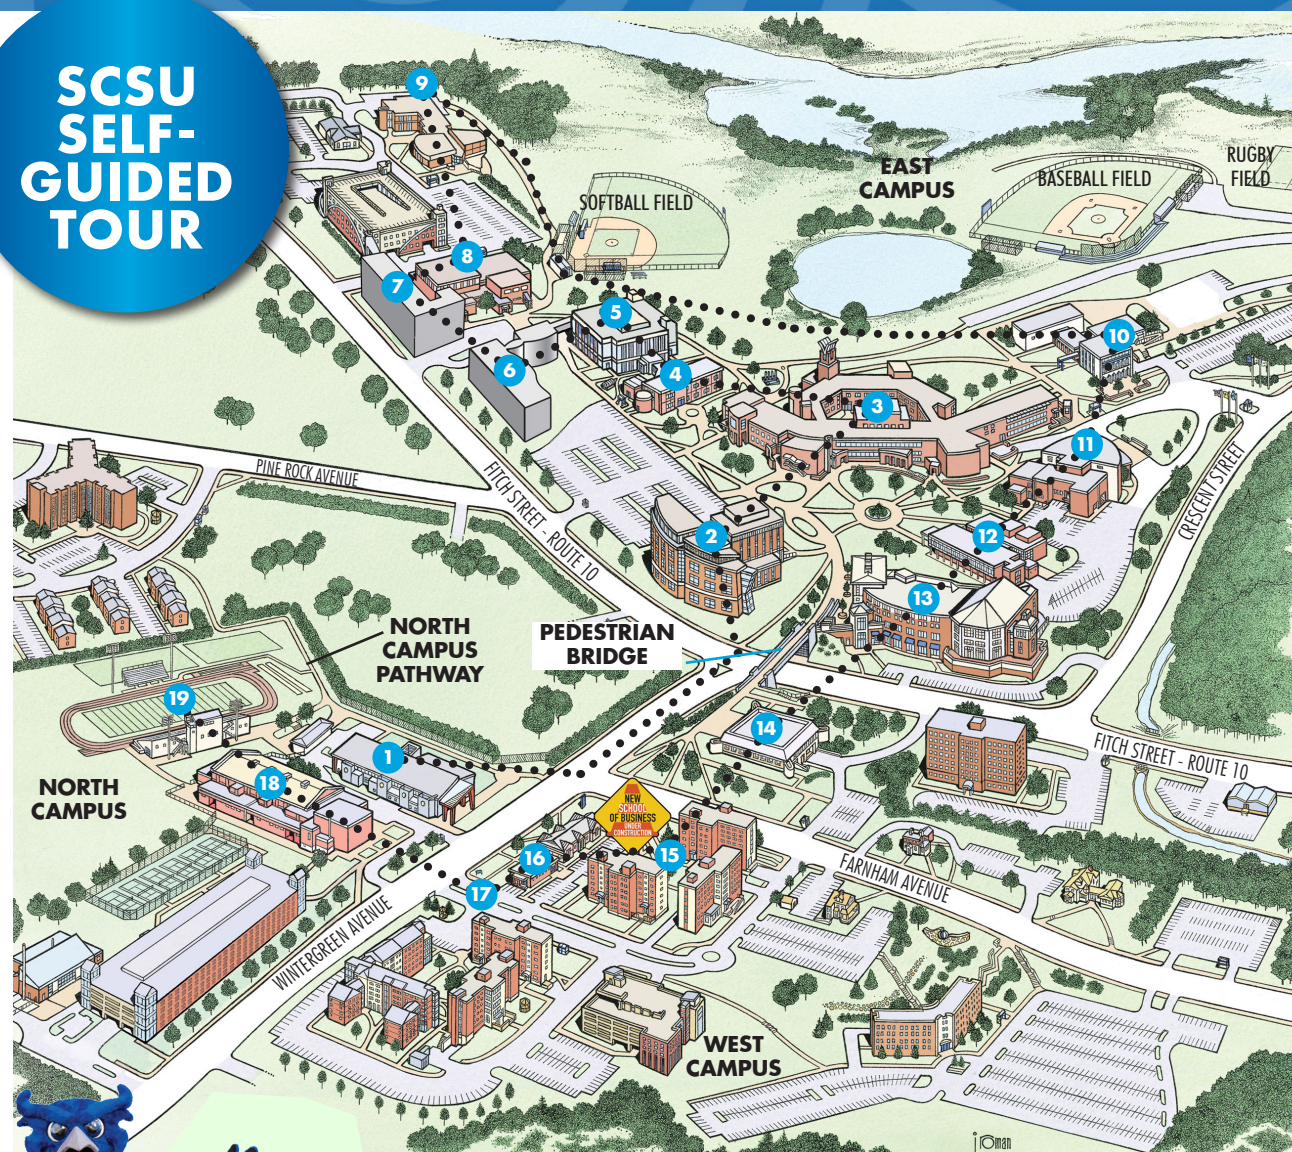 SCSU
SELF-
GUIDED
TOUR
9
EAST
CAMPUS
RUGBY
FIELD
BASEBALL FIELD
SOFTBALL FIELD
8
7
5
10
6
4
3
11
CRESCENT STREET
PINE ROCK AVENUE
FITCH STREET - ROUTE 10
2
12
13
NORTH
CAMPUS
PATHWAY
PEDESTRIAN
BRIDGE
19
14
1
FITCH STREET - ROUTE 10
NORTH
CAMPUS
18
NEW
SCHOOL
OF BUSINESS
UNDER
CONSTRUCTION
16
15
FARNHAM AVENUE
17
WINTERGREEN AVENUE
WEST
CAMPUS
j roman